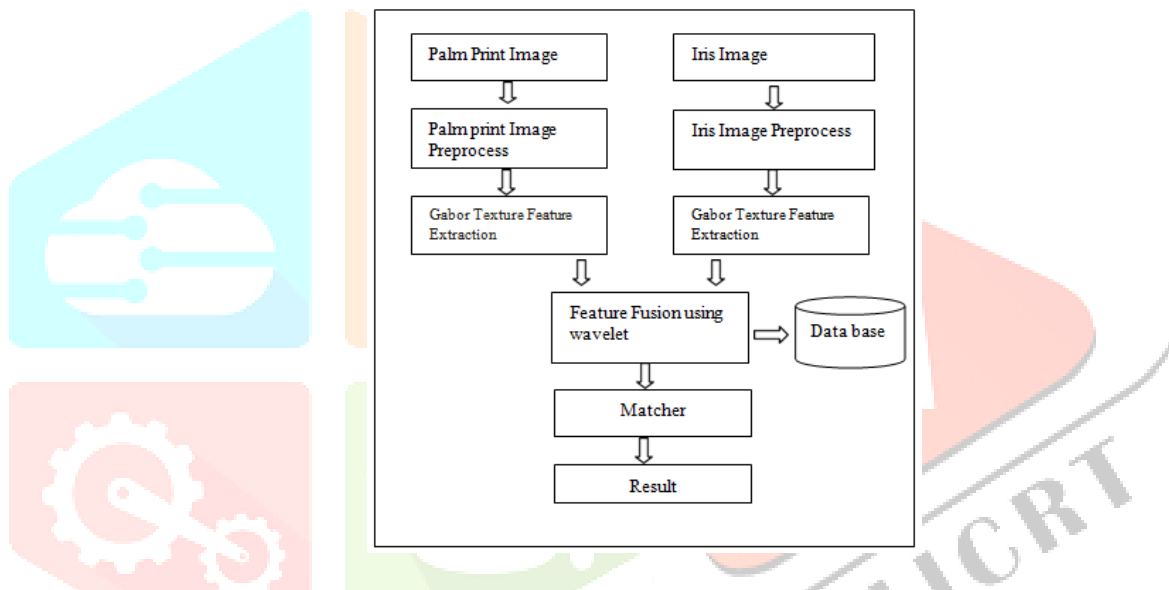 Palm Print Image
Iris Image
Palm print Image
Preprocess
Iris Image Preprocess
Gabor Texture Feature
Extraction
Gabor Texture Feature
Extraction
Feature Fusion using
wavelet
Data base
Matcher
Result
IJCRT